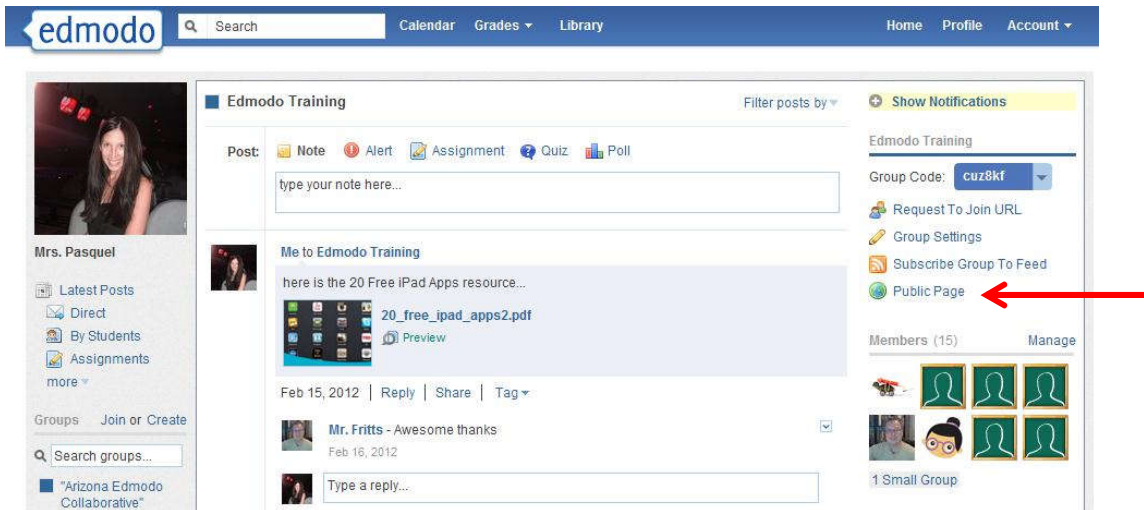 edmodo
Search
Calendar Grades Library
Home Profile Account
Mrs. Pasquel
Latest Posts
Direct
By Students
Assignments
more
Groups Join or Create
Search groups...
"Arizona Edmodo
Collaborative"
Edmodo Training Filter posts by
Post: Note Alert Assignment Quiz Poll
type your note here...
Me to Edmodo Training
here is the 20 Free iPad Apps resource...
20_free_ipad_apps2.pdf
Preview
Feb 15, 2012 | Reply | Share | Tag
Mr. Fritts - Awesome thanks
Feb 16, 2012
Type a reply...
Show Notifications
Edmodo Training
Group Code: cuz8kf
Request To Join URL
Group Settings
Subscribe Group To Feed
Public Page
Members (15) Manage
1 Small Group